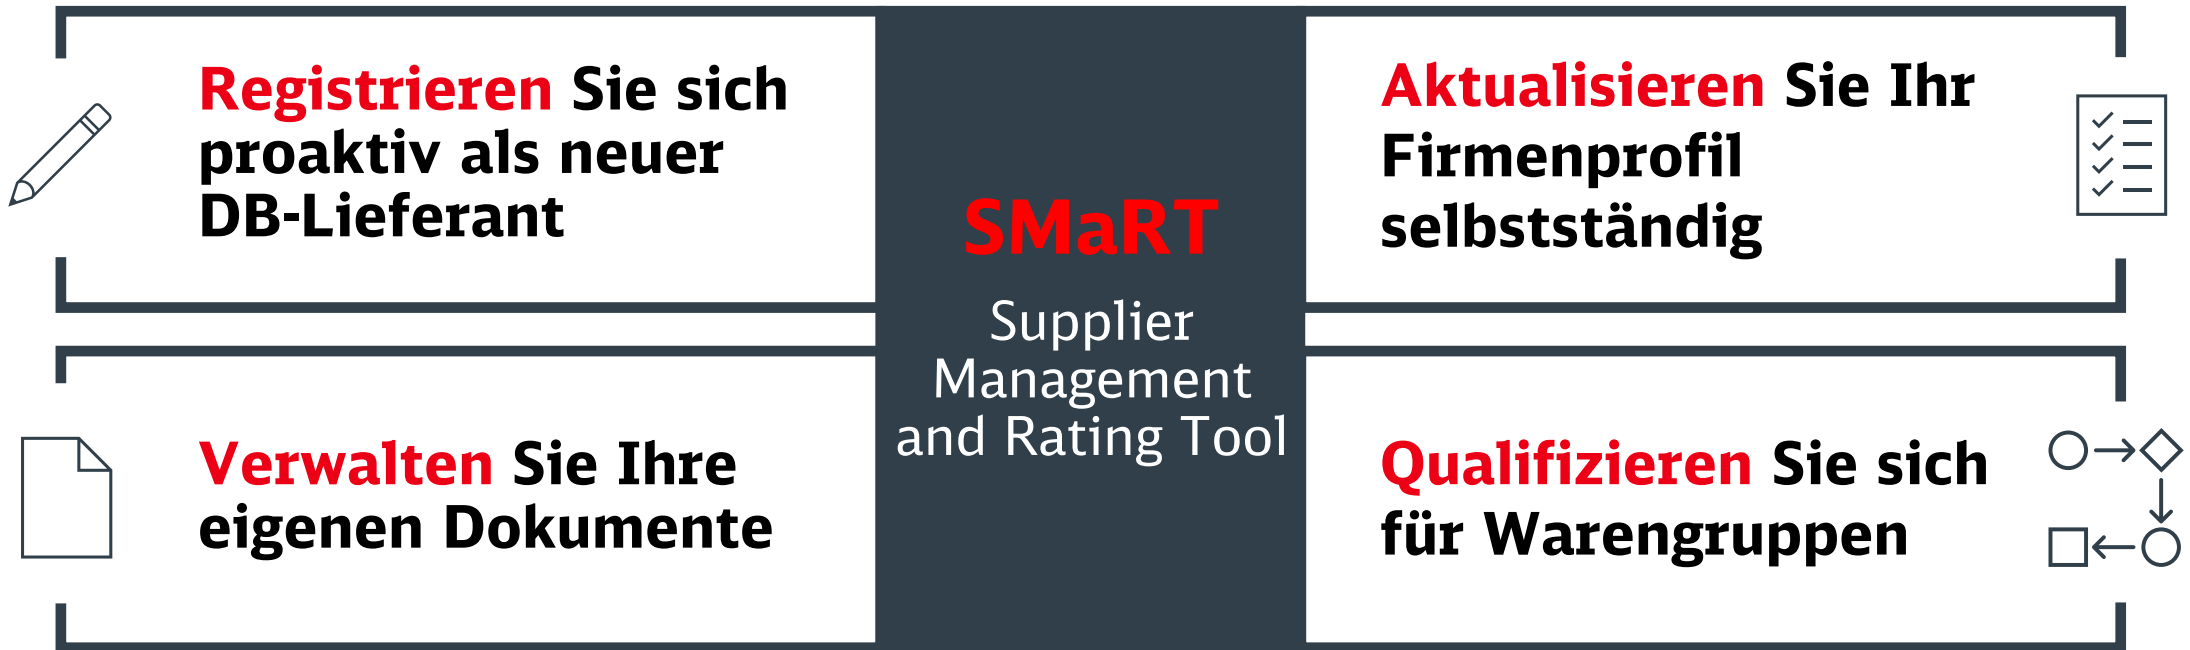 Registrieren Sie sich
proaktiv als neuer
DB-Lieferant
Verwalten Sie Ihre
eigenen Dokumente
SMaRT
Supplier
Management
and Rating Tool
Aktualisieren Sie Ihr
Firmenprofil
selbstständig
Qualifizieren Sie sich
für Warengruppen